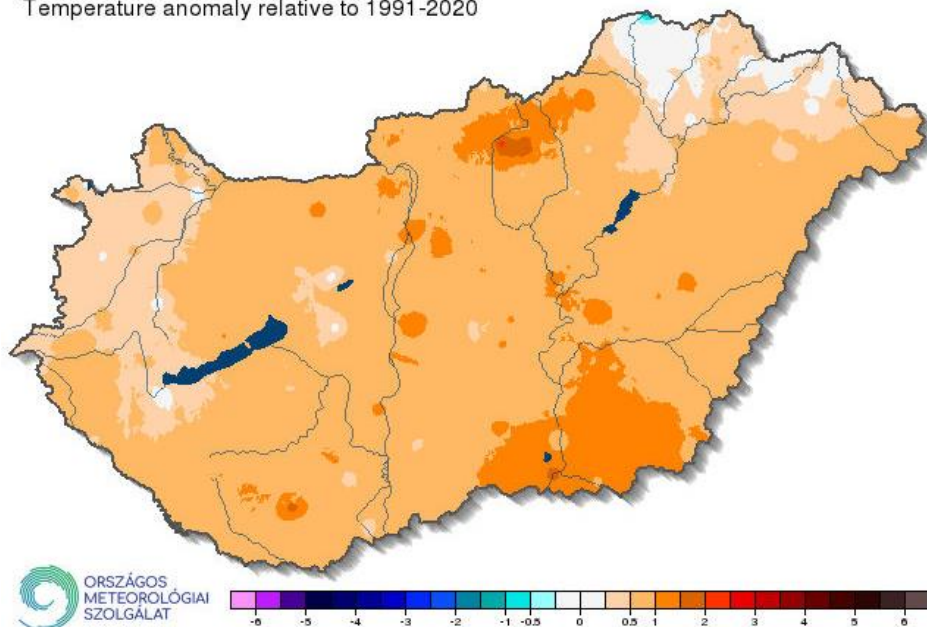 Temperature anomaly relative to 1991-2020
ORSZÁGOS
METEOROLÓGIAI
SZOLGÁLAT
-6 -5 -4 -3 -2 -1 -0.5 0 0.5 1 2 3 4 5 6